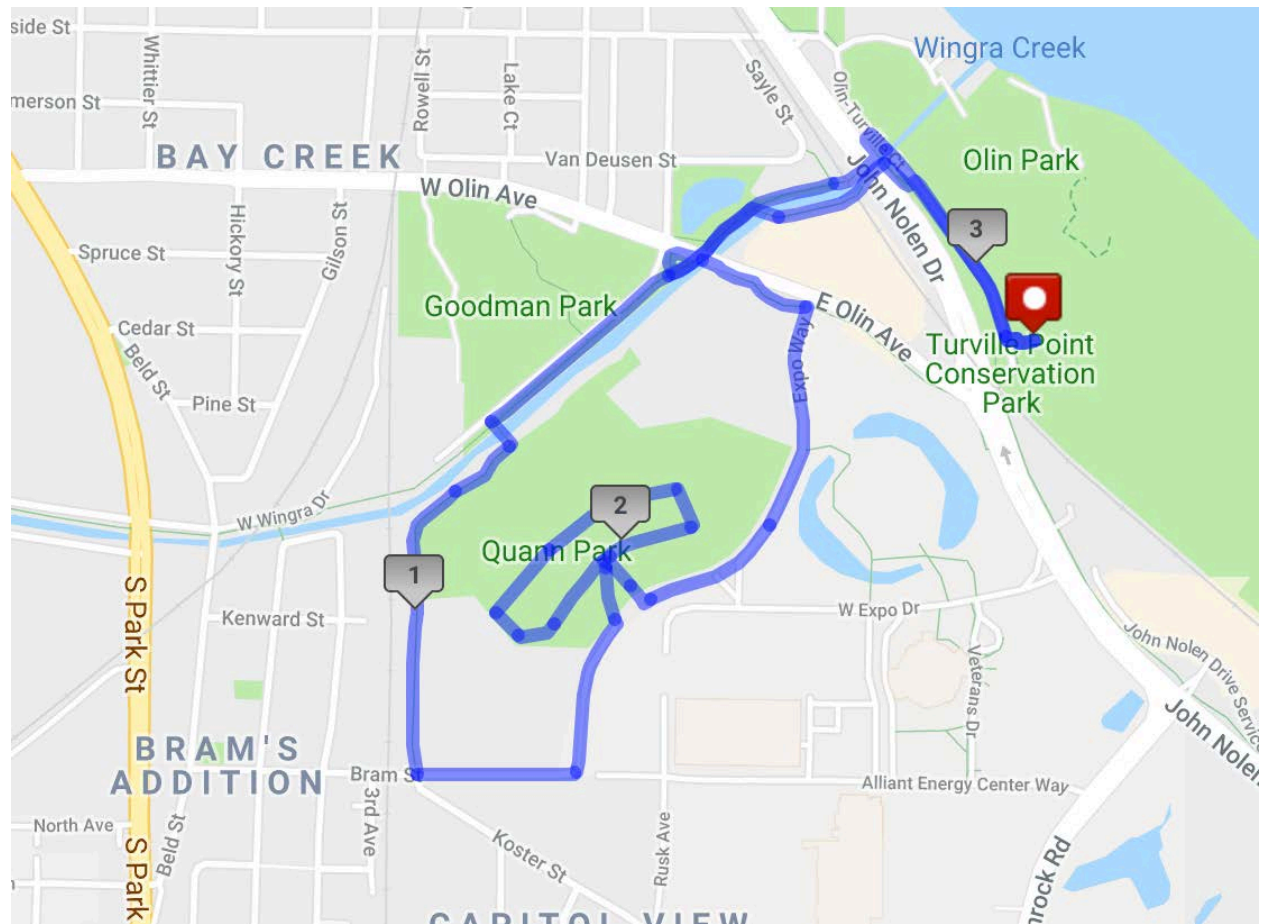 side St
Whittier St
Rowell St
Lake Ct
Sayle St
Olin-Turville Ct
Wingra Creek
merson St
BAY CREEK
Van Deusen St
Olin Park
W Olin Ave
John Nolen Dr
Hickory St
Gilson St
Spruce St
3
Goodman Park
E Olin Ave
Cedar St
Beld St
Expo Way
Turville Point
Conservation
Park
Pine St
W Wingra Dr
2
Quann Park
1
S Park St
Kenward St
W Expo Dr
Veterans Dr
John Nolen Drive Service
John Nolen
BRAM'S
ADDITION
Bram St
3rd Ave
Alliant Energy Center Way
North Ave
S Park
Beld St
Koster St
Rusk Ave
mrock Rd
CAPITOL VIEW